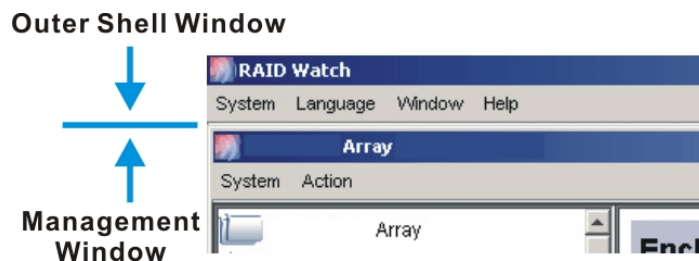 Outer Shell Window
RAID Watch
System Language Window Help
Array
System Action
Management
Window
Array